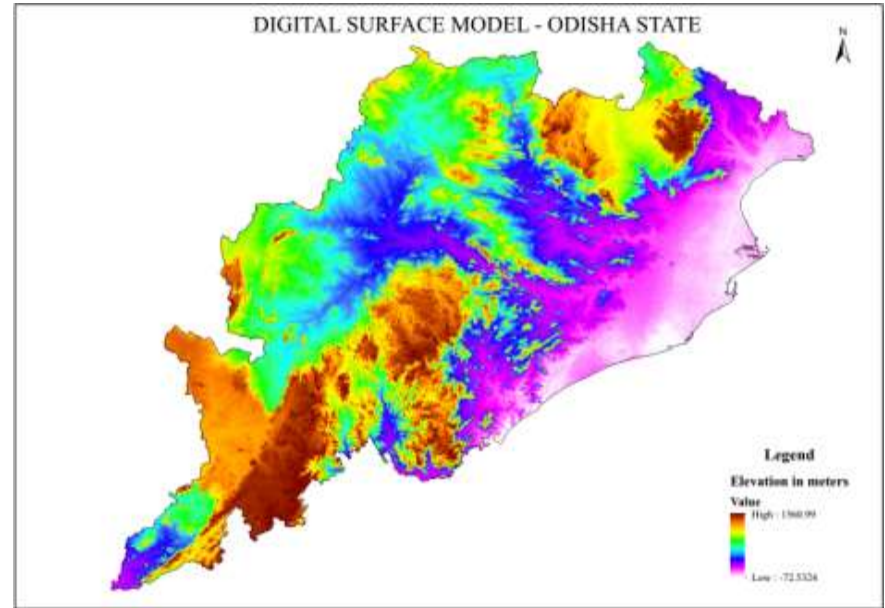 DIGITAL SURFACE MODEL - ODISHA STATE
N
Legend
Elevation in meters
Value
High : 1560.99
Low : -72.5324